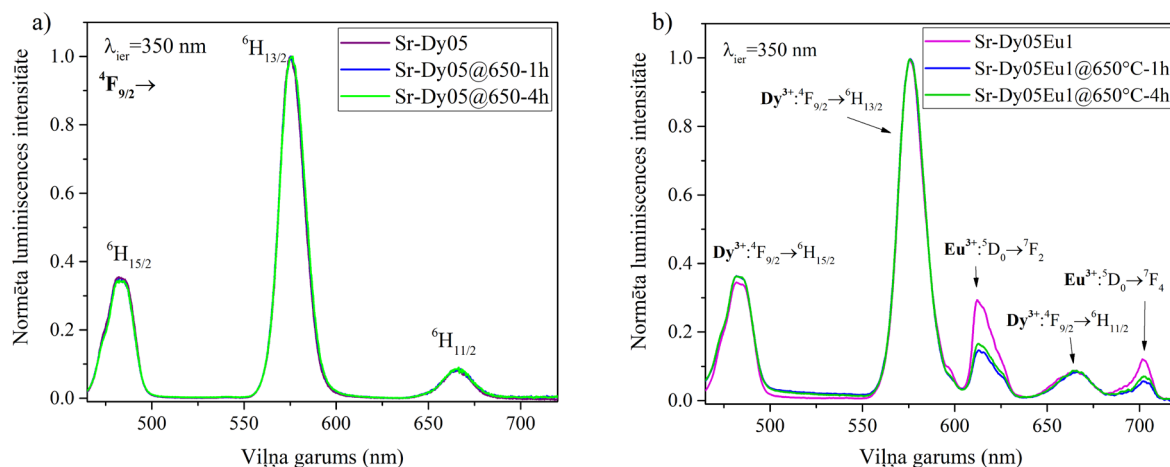 a)
λier=350 nm
⁴F9/2→
⁶H13/2
Sr-Dy05
Sr-Dy05@650-1h
Sr-Dy05@650-4h
⁶H15/2
⁶H11/2
Normēta luminiscences intensitāte
1.0
0.8
0.6
0.4
0.2
0.0
500
550
600
650
700
Viļņa garums (nm)
b)
λier=350 nm
Sr-Dy05Eu1
Sr-Dy05Eu1@650°C-1h
Sr-Dy05Eu1@650°C-4h
Dy³⁺:⁴F9/2→⁶H13/2
Dy³⁺:⁴F9/2→⁶H15/2
Eu³⁺:⁵D0→⁷F2
Eu³⁺:⁵D0→⁷F4
Dy³⁺:⁴F9/2→⁶H11/2
Normēta luminiscences intensitāte
1.0
0.8
0.6
0.4
0.2
0.0
500
550
600
650
700
Viļņa garums (nm)